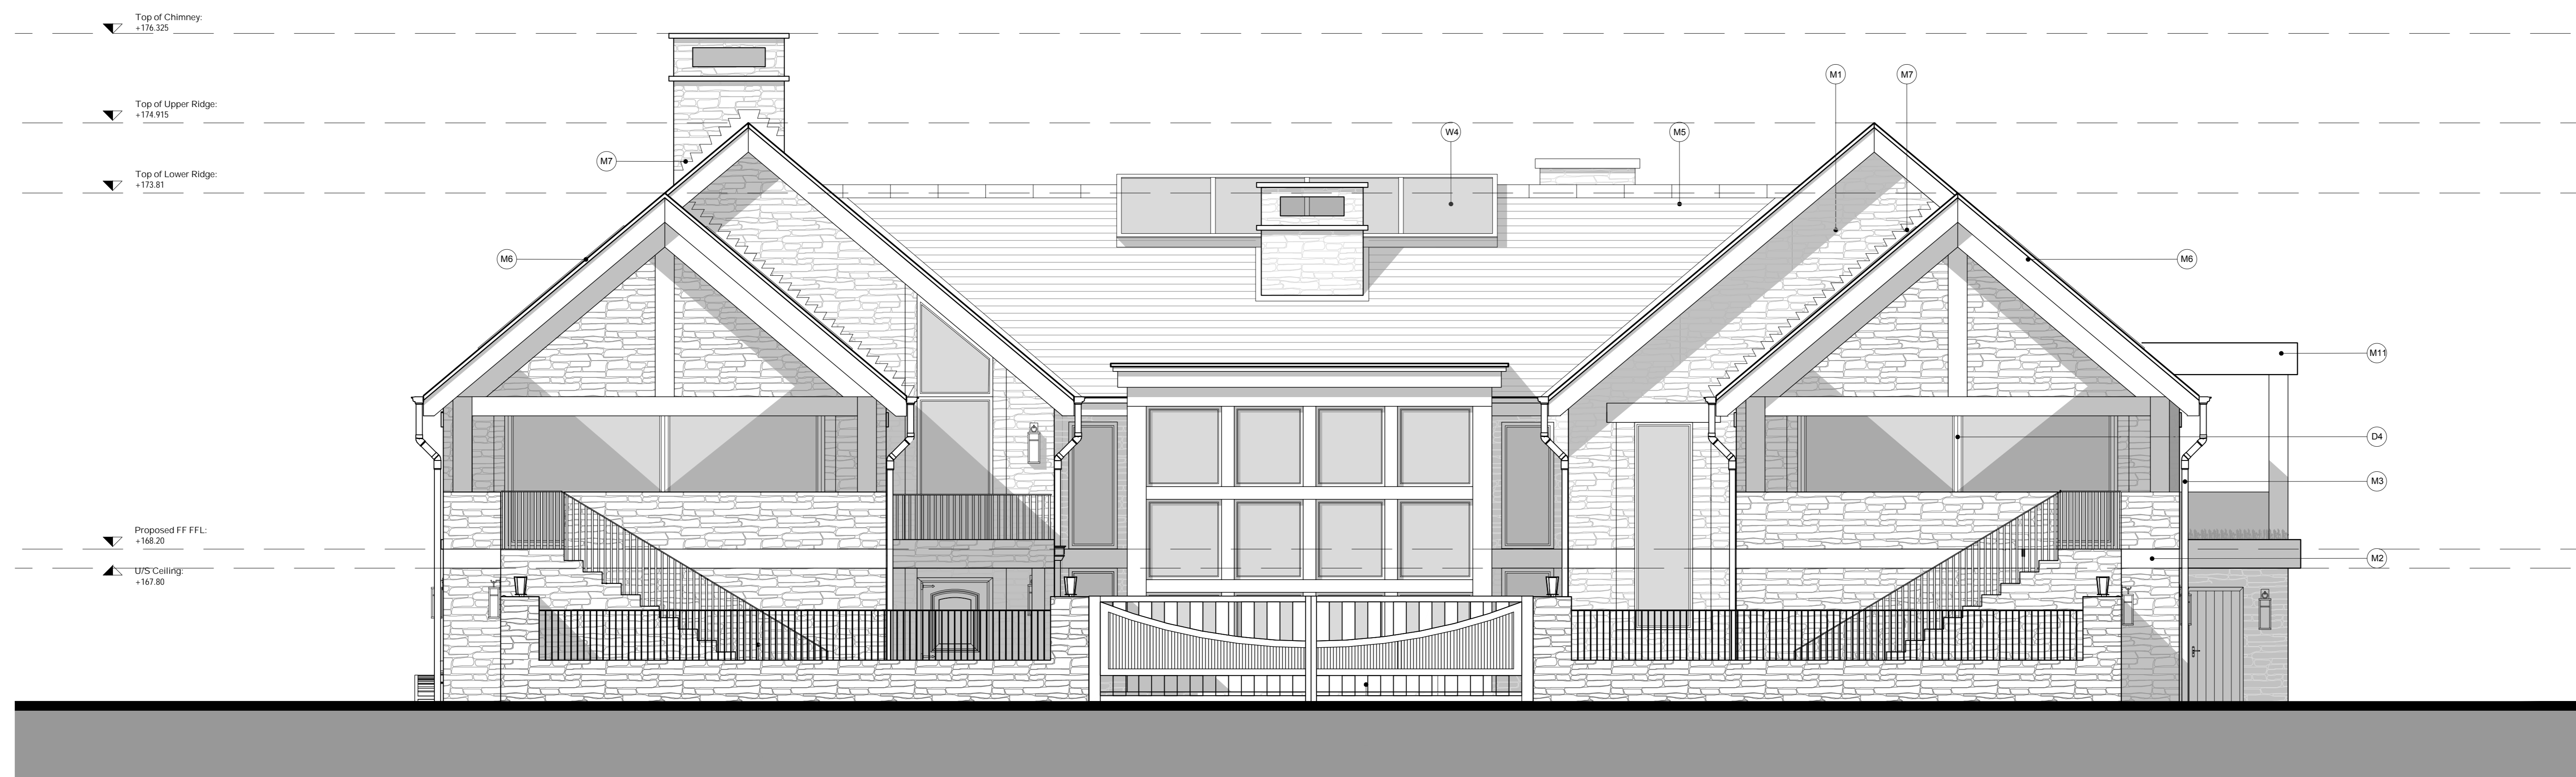 Top of Chimney:
+176.325
M1
M7
Top of Upper Ridge:
+174.915
W4
M5
M7
Top of Lower Ridge:
+173.81
M6
M6
M11
D4
M3
Proposed FF FFL:
+168.20
M2
U/S Ceiling:
+167.80